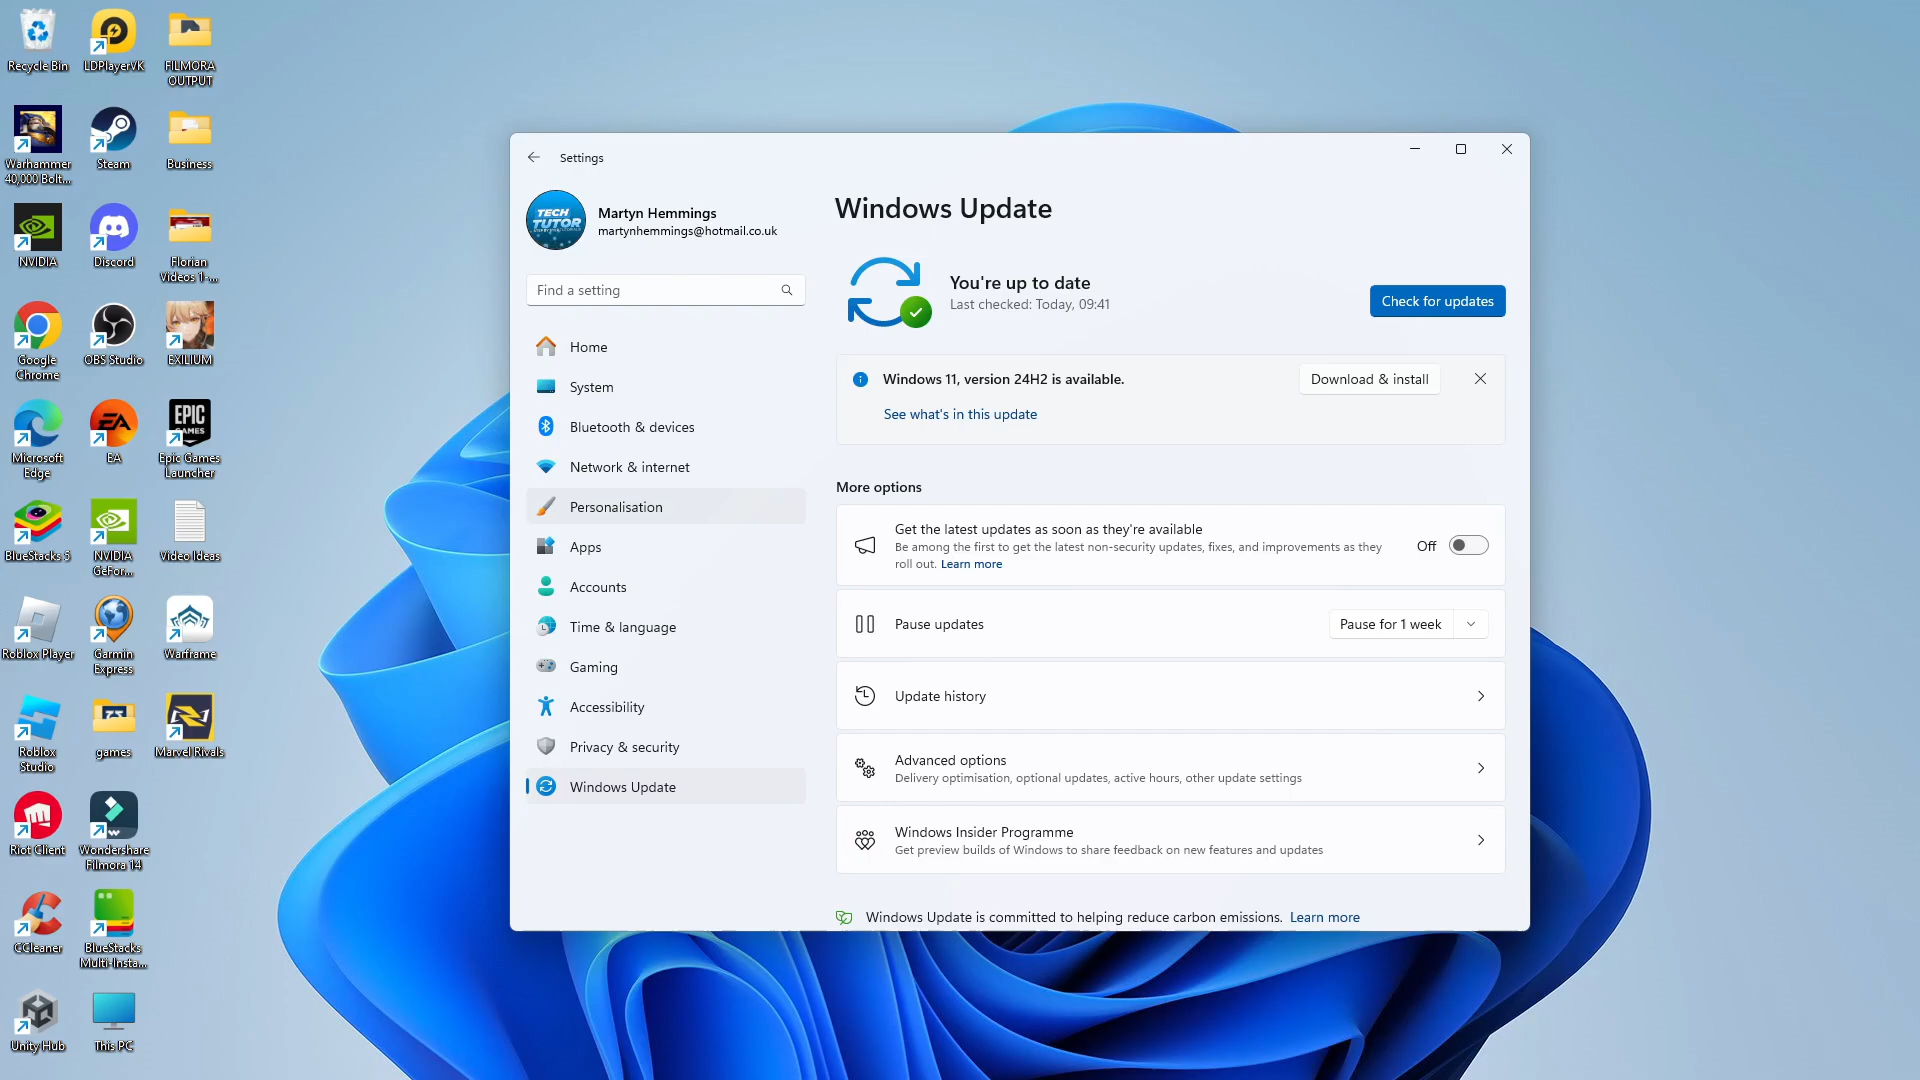 Recycle Bin
LDPlayerVK
FILMORA
OUTPUT
Warhammer
40,000 Bolt...
Steam
Business
NVIDIA
Discord
Florian
Videos 1-...
Google
Chrome
OBS Studio
EXILIUM
Microsoft
Edge
EA
EPIC
GAMES
Epic Games
Launcher
BlueStacks 5
NVIDIA
GeFor...
Video Ideas
Roblox Player
Garmin
Express
Warframe
Roblox
Studio
games
Marvel Rivals
Riot Client
Wondershare
Filmora 14
CCleaner
BlueStacks
Multi-Insta...
Unity Hub
This PC
Settings
TECH
TUTOR
Martyn Hemmings
martynhemmings@hotmail.co.uk
Find a setting
Home
System
Bluetooth & devices
Network & internet
Personalisation
Apps
Accounts
Time & language
Gaming
Accessibility
Privacy & security
Windows Update
Windows Update
You're up to date
Last checked: Today, 09:41
Check for updates
Windows 11, version 24H2 is available.
Download & install
See what's in this update
More options
Get the latest updates as soon as they're available
Be among the first to get the latest non-security updates, fixes, and improvements as they
roll out. Learn more
Off
Pause updates
Pause for 1 week
Update history
Advanced options
Delivery optimisation, optional updates, active hours, other update settings
Windows Insider Programme
Get preview builds of Windows to share feedback on new features and updates
Windows Update is committed to helping reduce carbon emissions. Learn more